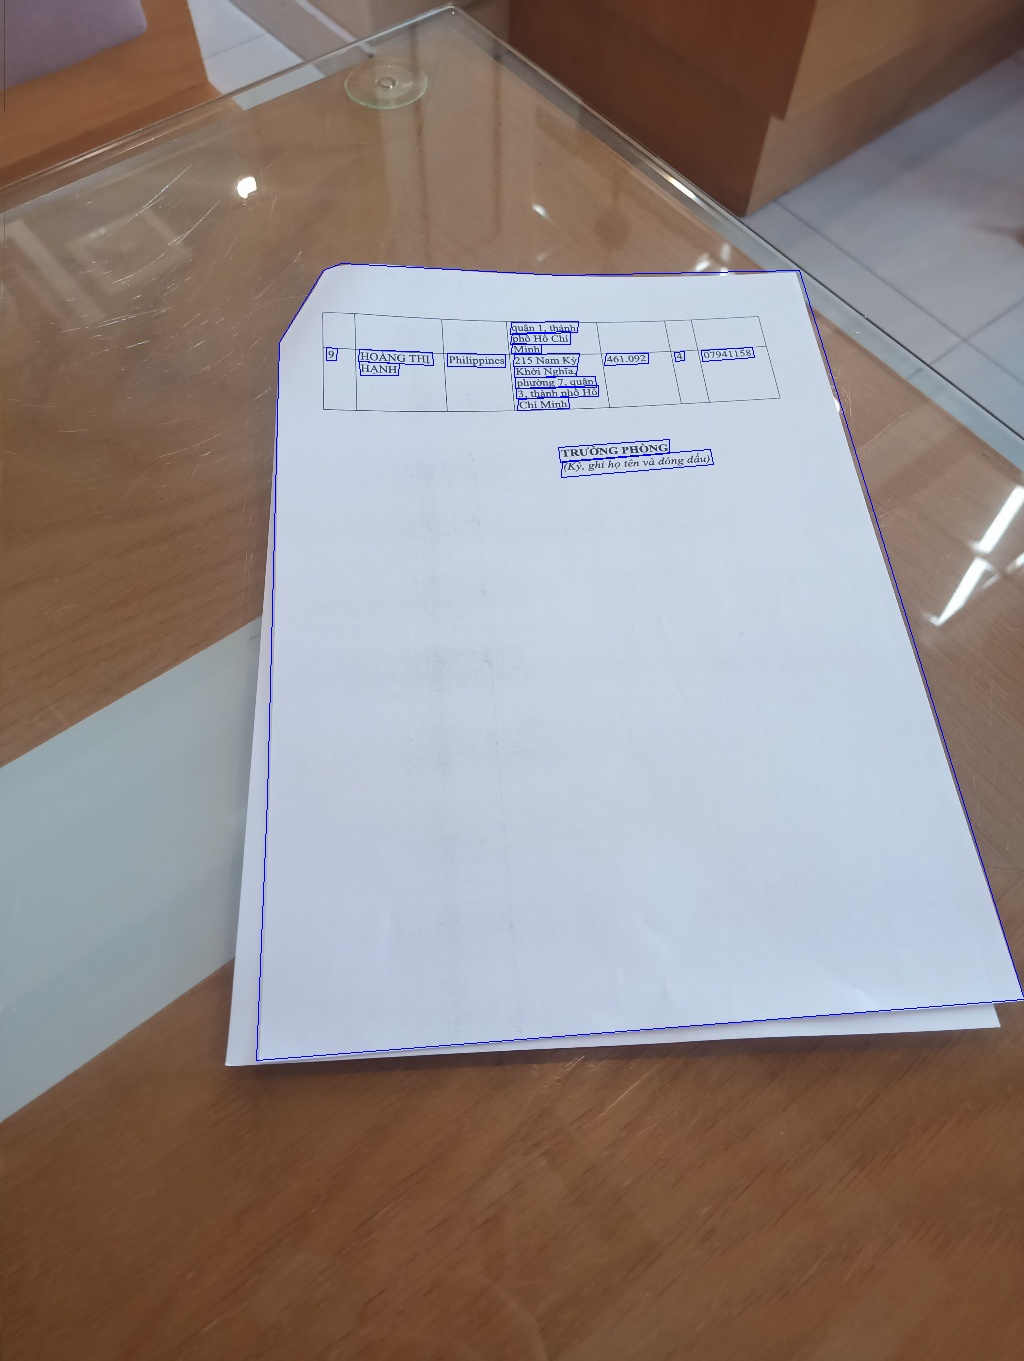 quận 1, thành
phố Hồ Chí
Minh
9
HOÀNG THỊ
HẠNH
Philippines
215 Nam Kỳ
Khởi Nghĩa,
phường 7, quận
3, thành phố Hồ
Chí Minh
461.092
4
07941158
TRƯỞNG PHÒNG
(Ký, ghi họ tên và đóng dấu)